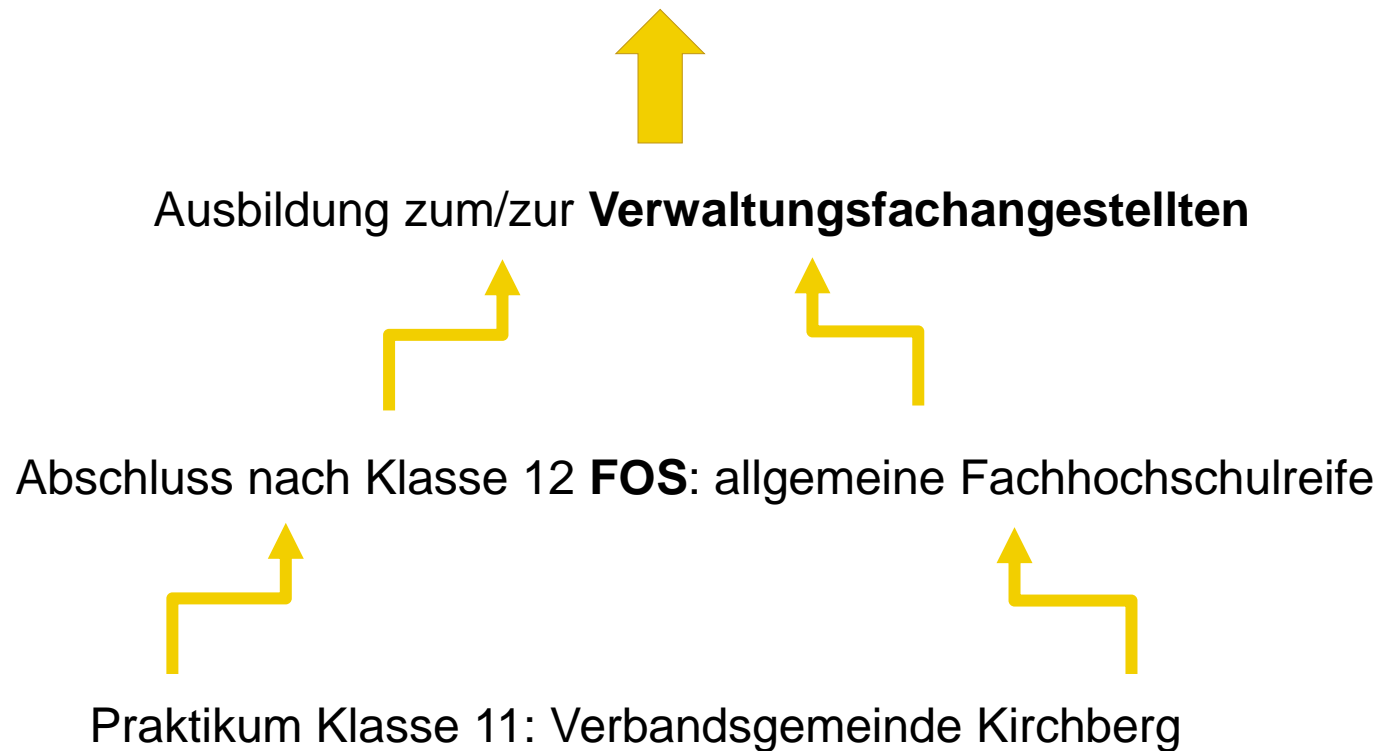 Ausbildung zum/zur Verwaltungsfachangestellten
Abschluss nach Klasse 12 FOS: allgemeine Fachhochschulreife
Praktikum Klasse 11: Verbandsgemeinde Kirchberg